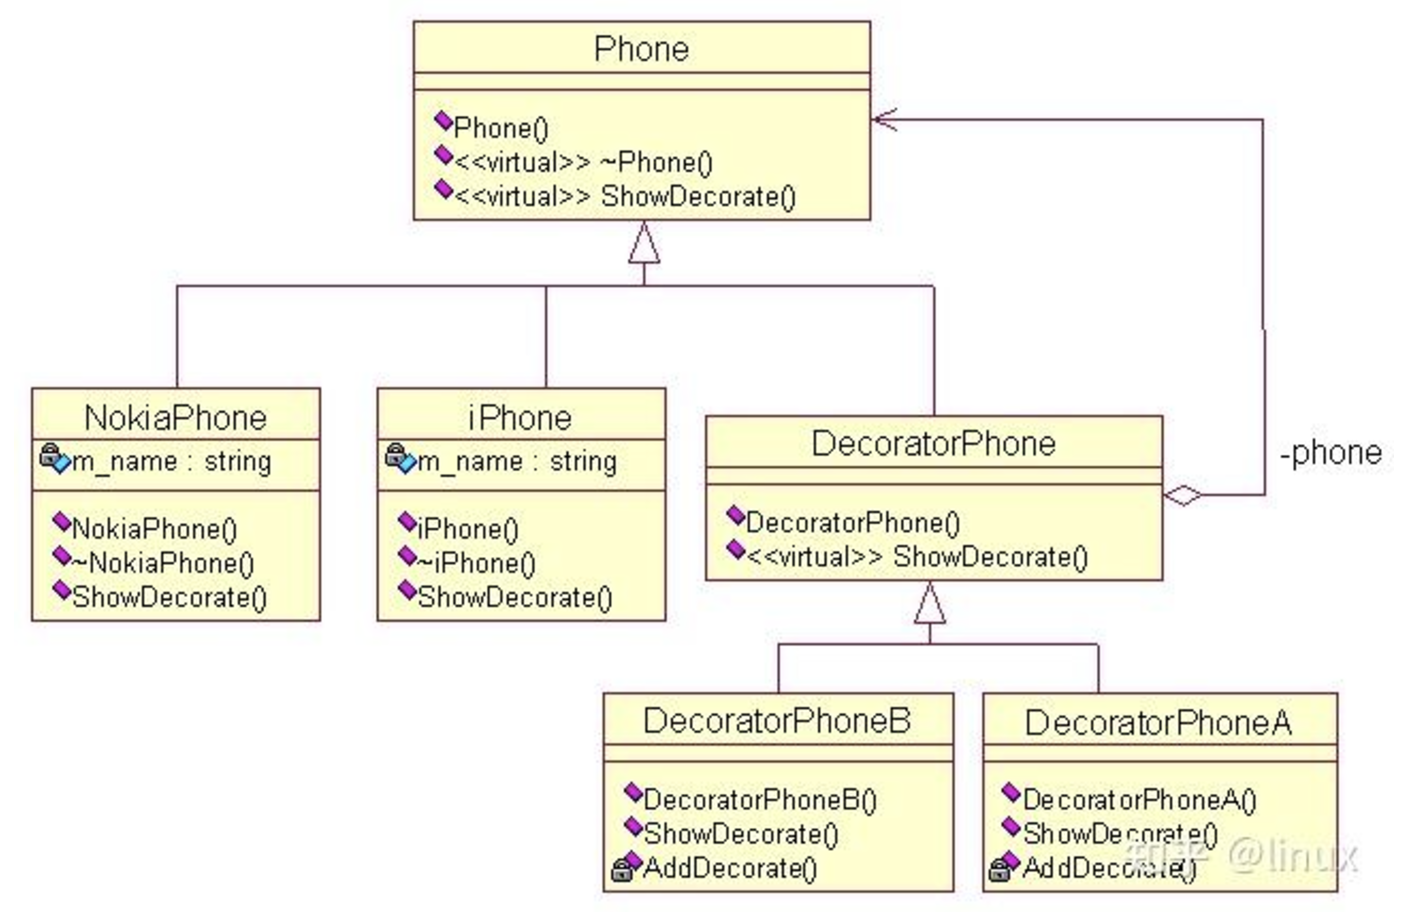 Phone
Phone()
<<virtual>> ~Phone()
<<virtual>> ShowDecorate()
NokiaPhone
m_name : string
NokiaPhone()
~NokiaPhone()
ShowDecorate()
iPhone
m_name : string
iPhone()
~iPhone()
ShowDecorate()
DecoratorPhone
DecoratorPhone()
<<virtual>> ShowDecorate()
-phone
DecoratorPhoneB
DecoratorPhoneB()
ShowDecorate()
AddDecorate()
DecoratorPhoneA
DecoratorPhoneA()
ShowDecorate()
AddDecorate()
知乎 @linux